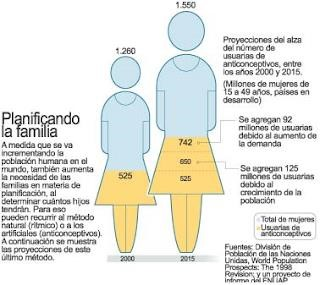 1.550
1.260
Proyecciones del alza
del número de
usuarias de
anticonceptivos, entre
los años 2000 y 2015.
(Millones de mujeres de
15 a 49 años, países en
desarrollo)
Planificando
la familia
A medida que se va
incrementando la
población humana en el
mundo, también aumenta
la necesidad de las
familias en materia de
planificación, al
determinar cuántos hijos
tendrán. Para eso
pueden recurrir al método
natural (rítmico) o a los
artificiales (anticonceptivos).
A continuación se muestra
las proyecciones de este
último método.
525
742
650
525
Se agregan 92
millones de usuarias
debido al aumento de
la demanda
Se agregan 125
millones de usuarias
debido al
crecimiento de la
población
Total de mujeres
Usuarias de
anticonceptivos
2000
2015
Fuentes: División de
Población de las Naciones
Unidas, World Population
Prospects: The 1998
Revision; y un proyecto de
Informe del FNUAP